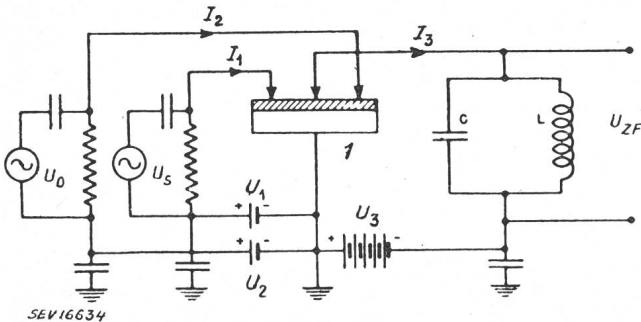 I2
I1
I3
C
L
UZF
U0
US
1
+ U1 -
+ U3 -
+ -
U2
SEV16634